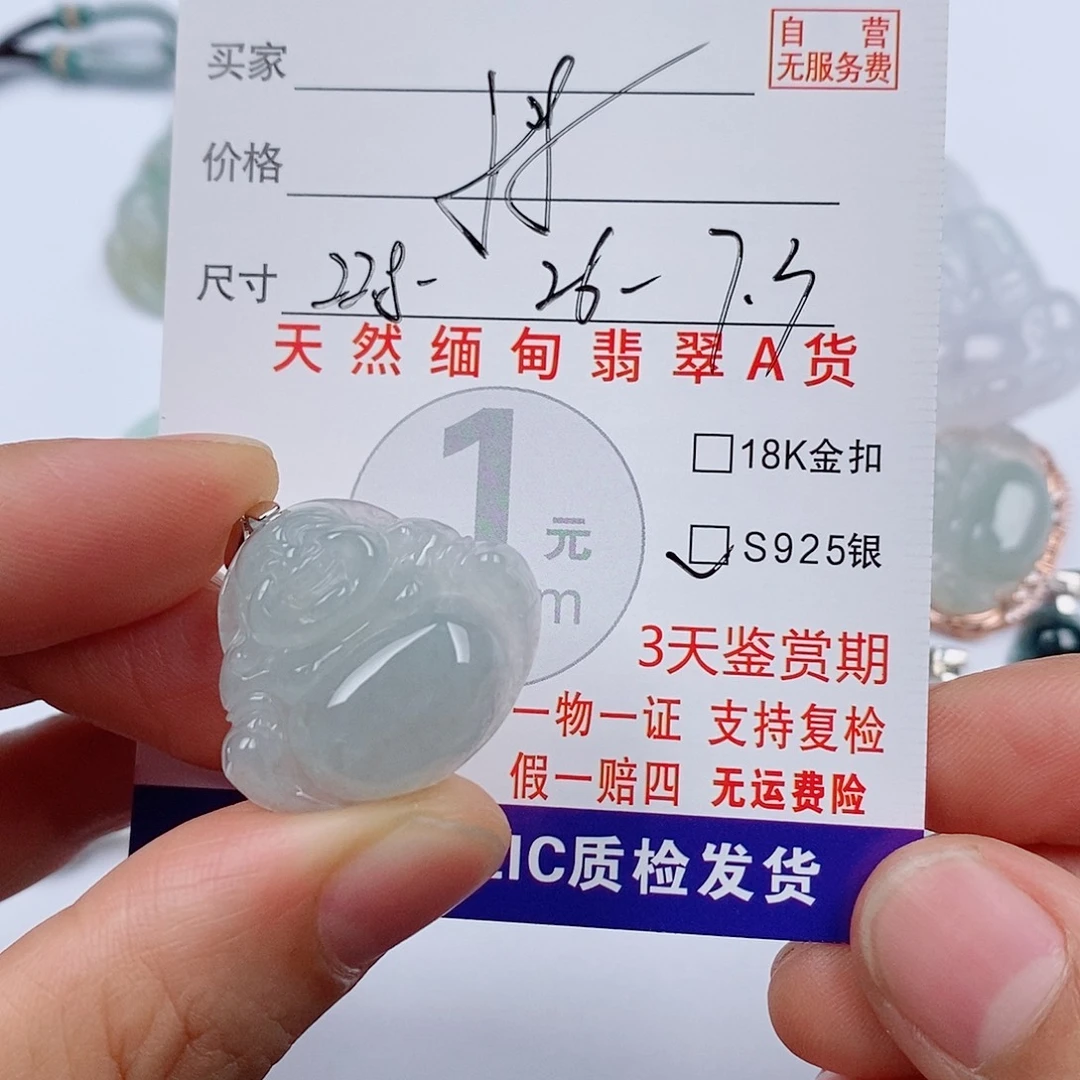 自 营
无服务费
买家
价格
尺寸 228- 26- 7.5
天然缅甸翡翠A货
1
元
m
18K金扣
S925银
3天鉴赏期
一物一证 支持复检
假一赔四 无运费险
IC质检发货